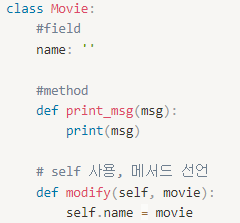 class Movie:
    #field
    name: ''

    #method
    def print_msg(msg):
        print(msg)

    # self 사용, 메서드 선언
    def modify(self, movie):
        self.name = movie